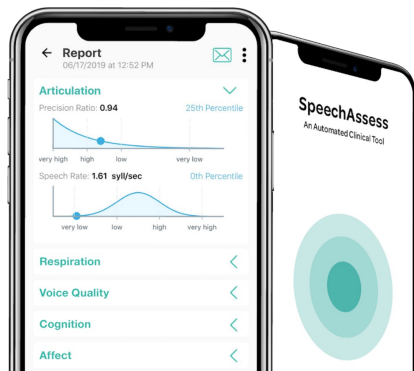 Report
06/17/2019 at 12:52 PM
Articulation
Precision Ratio: 0.94 25th Percentile
very high high low very low
Speech Rate: 1.61 syll/sec 0th Percentile
very low low high very high
Respiration
Voice Quality
Cognition
Affect
SpeechAssess
An Automated Clinical Tool